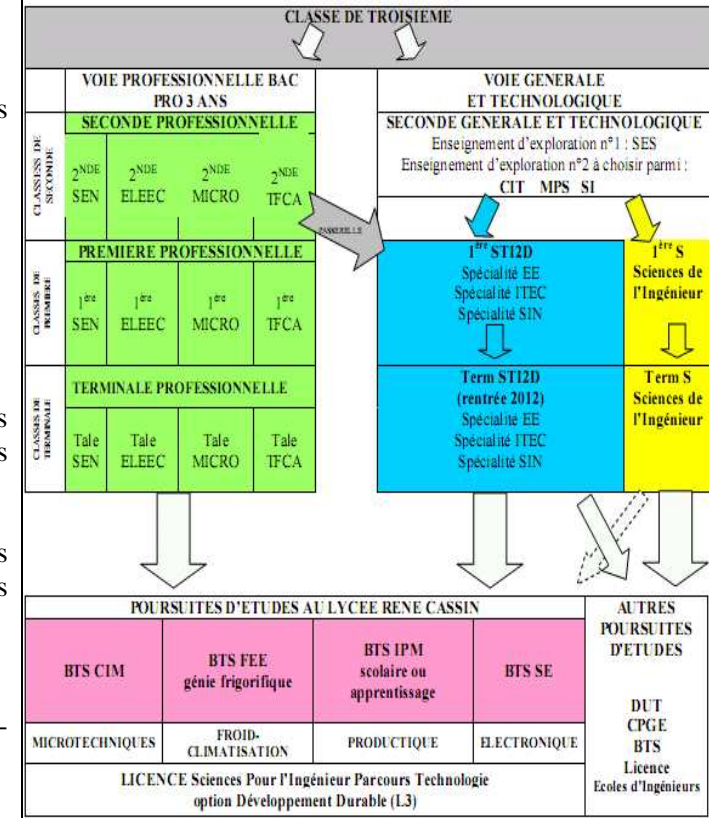 CLASSE DE TROISIEME
VOIE PROFESSIONNELLE BAC
PRO 3 ANS
VOIE GENERALE
ET TECHNOLOGIQUE
CLASSESS DE
SECONDE
SECONDE PROFESSIONNELLE
2NDE
SEN
2NDE
ELEEC
2NDE
MICRO
2NDE
TFCA
SECONDE GENERALE ET TECHNOLOGIQUE
Enseignement d'exploration n°1 : SES
Enseignement d'exploration n°2 à choisir parmi :
CIT MPS SI
PASSERELLE
CLASSES DE
PREMIERE
PREMIERE PROFESSIONNELLE
1ère
SEN
1ère
ELEEC
1ère
MICRO
1ère
TFCA
1ère STI2D
Spécialité EE
Spécialité ITEC
Spécialité SIN
1ère S
Sciences de
l'Ingénieur
CLASSES DE
TERMINALE
TERMINALE PROFESSIONNELLE
Tale
SEN
Tale
ELEEC
Tale
MICRO
Tale
TFCA
Term STI2D
(rentrée 2012)
Spécialité EE
Spécialité ITEC
Spécialité SIN
Term S
Sciences de
l'Ingénieur
POURSUITES D'ETUDES AU LYCEE RENE CASSIN
BTS CIM
BTS FEE
génie frigorifique
BTS IPM
scolaire ou
apprentissage
BTS SE
MICROTECHNIQUES
FROID-
CLIMATISATION
PRODUCTIQUE
ELECTRONIQUE
LICENCE Sciences Pour l'Ingénieur Parcours Technologie
option Développement Durable (L3)
AUTRES
POURSUITES
D'ETUDES
DUT
CPGE
BTS
Licence
Ecoles d'Ingénieurs